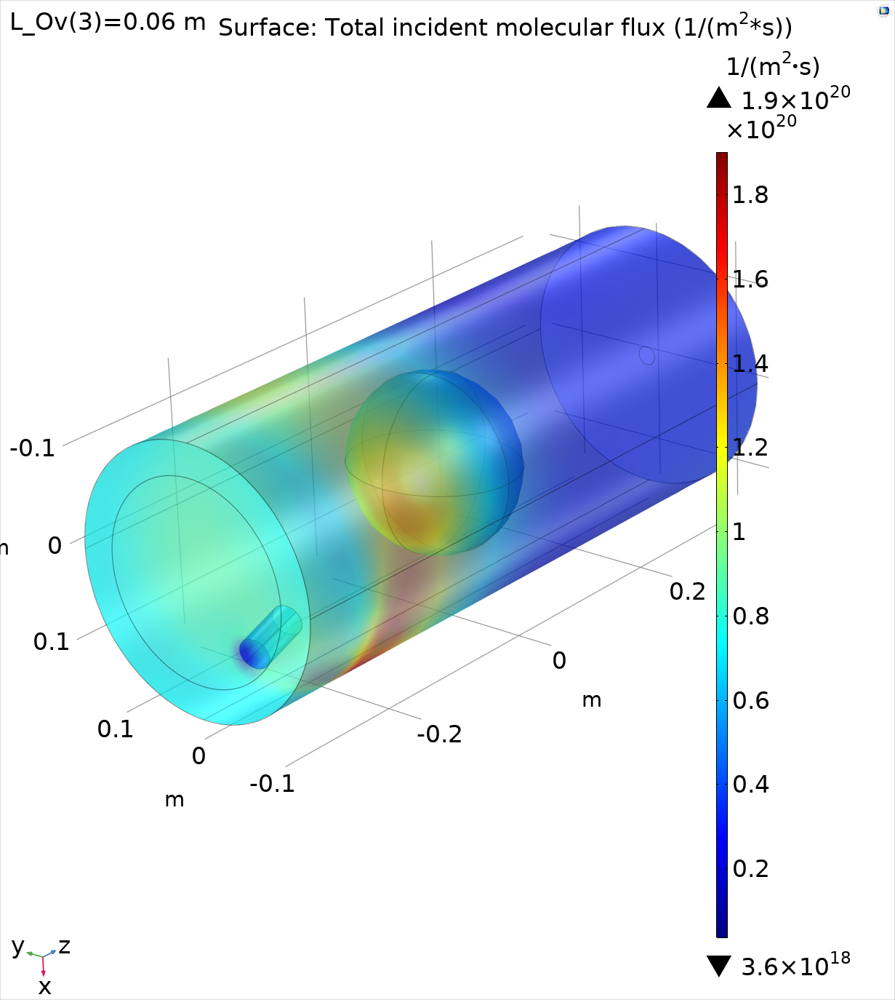 L_Ov(3)=0.06 m Surface: Total incident molecular flux (1/(m²*s))
1/(m²·s)
▲ 1.9×10²⁰
×10²⁰
1.8
1.6
1.4
1.2
1
0.8
0.6
0.4
0.2
▼ 3.6×10¹⁸
-0.1
0
0.1
m
0.1
0
-0.1
m
0.2
0
-0.2
m
y
z
x